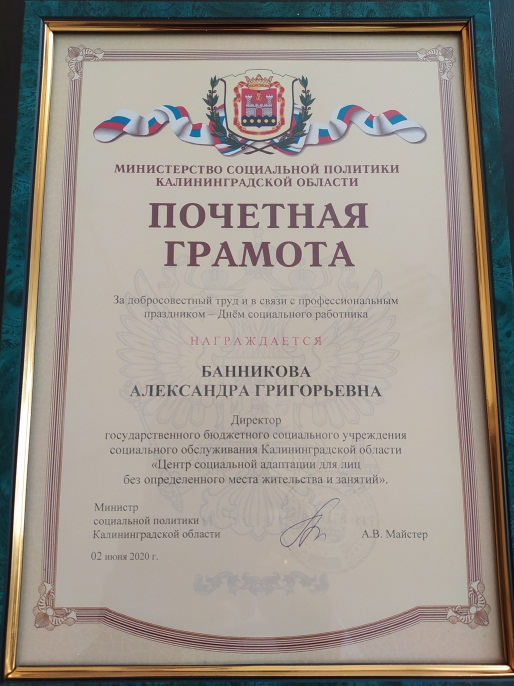 МИНИСТЕРСТВО СОЦИАЛЬНОЙ ПОЛИТИКИ
КАЛИНИНГРАДСКОЙ ОБЛАСТИ
ПОЧЕТНАЯ
ГРАМОТА
За добросовестный труд и в связи с профессиональным
праздником – Днём социального работника
НАГРАЖДАЕТСЯ
БАННИКОВА
АЛЕКСАНДРА ГРИГОРЬЕВНА
Директор
государственного бюджетного социального учреждения
социального обслуживания Калининградской области
«Центр социальной адаптации для лиц
без определенного места жительства и занятий».
Министр
социальной политики
Калининградской области
А.В. Майстер
02 июня 2020 г.